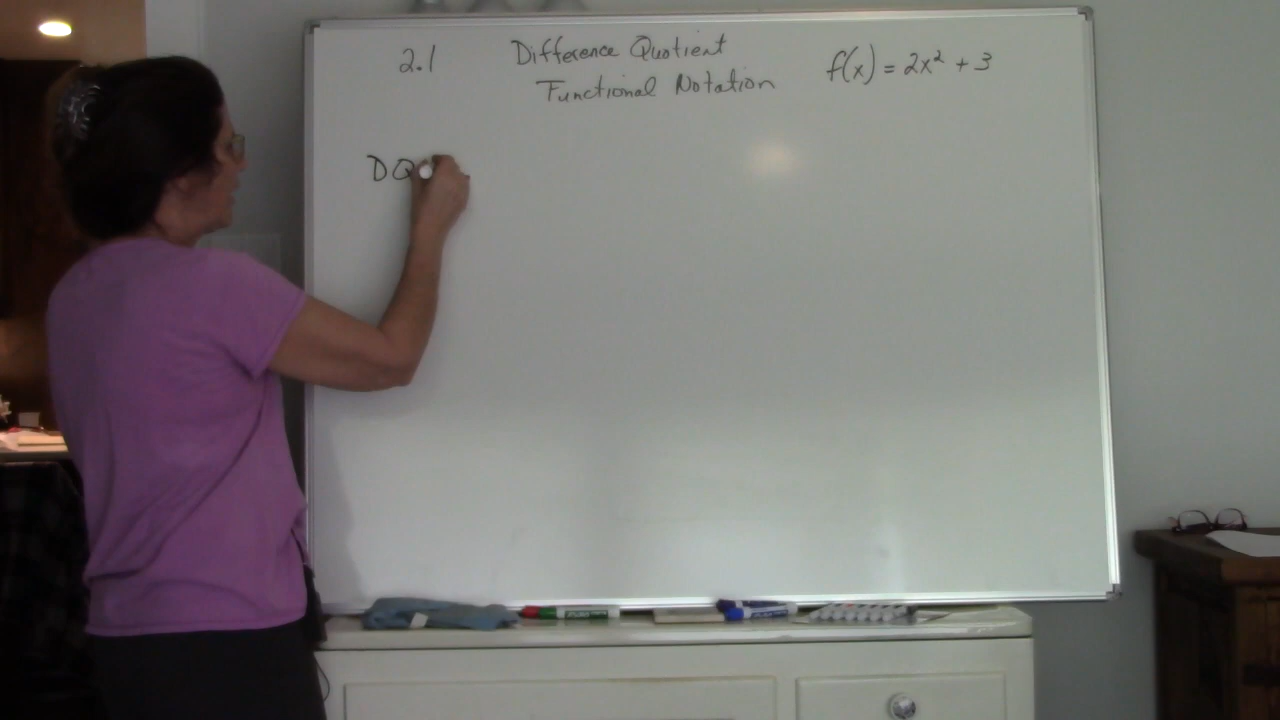 2.1 Difference Quotient f(x) = 2x² + 3
Functional Notation
DQ